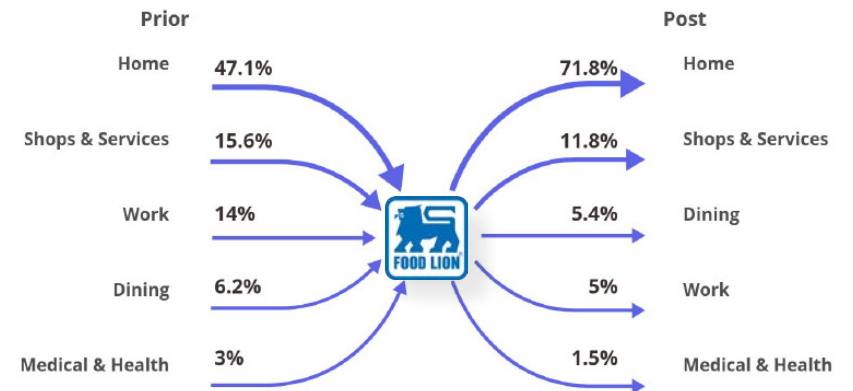 Prior Post
Home 47.1% 71.8% Home
Shops & Services 15.6% 11.8% Shops & Services
Work 14% 5.4% Dining
FOOD LION
Dining 6.2% 5% Work
Medical & Health 3% 1.5% Medical & Health